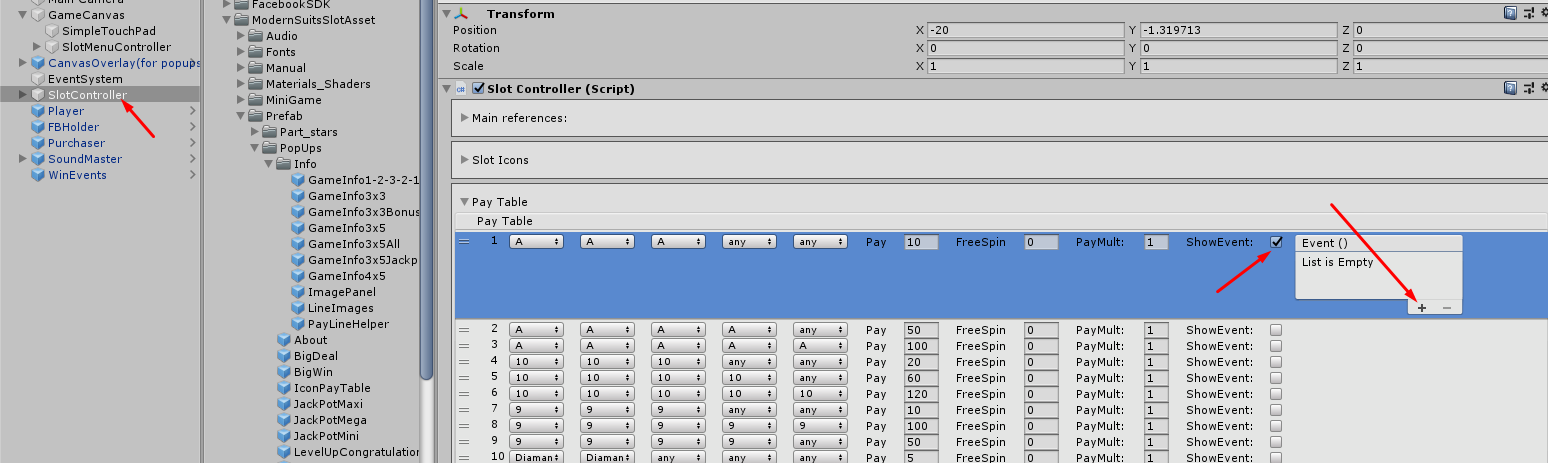 Main Camera
GameCanvas
SimpleTouchPad
SlotMenuController
CanvasOverlay(for popups
EventSystem
SlotController
Player
FBHolder
Purchaser
SoundMaster
WinEvents
FacebookSDK
ModernSuitsSlotAsset
Audio
Fonts
Manual
Materials_Shaders
MiniGame
Prefab
Part_stars
PopUps
Info
GameInfo1-2-3-2-1
GameInfo3x3
GameInfo3x3Bonus
GameInfo3x5
GameInfo3x5All
GameInfo3x5Jackp
GameInfo4x5
ImagePanel
LineImages
PayLineHelper
About
BigDeal
BigWin
IconPayTable
JackPotMaxi
JackPotMega
JackPotMini
LevelUpCongratulation
Transform
Position X -20 Y -1.319713 Z 0
Rotation X 0 Y 0 Z 0
Scale X 1 Y 1 Z 1
C# Slot Controller (Script)
Main references:
Slot Icons
Pay Table
Pay Table
1 A A A any any Pay 10 FreeSpin 0 PayMult: 1 ShowEvent: Event ()
List is Empty
+ −
2 A A A A any Pay 50 FreeSpin 0 PayMult: 1 ShowEvent:
3 A A A A A Pay 100 FreeSpin 0 PayMult: 1 ShowEvent:
4 10 10 10 any any Pay 20 FreeSpin 0 PayMult: 1 ShowEvent:
5 10 10 10 10 any Pay 60 FreeSpin 0 PayMult: 1 ShowEvent:
6 10 10 10 10 10 Pay 120 FreeSpin 0 PayMult: 1 ShowEvent:
7 9 9 9 any any Pay 10 FreeSpin 0 PayMult: 1 ShowEvent:
8 9 9 9 9 9 Pay 100 FreeSpin 0 PayMult: 1 ShowEvent:
9 9 9 9 9 any Pay 50 FreeSpin 0 PayMult: 1 ShowEvent:
10 Diaman Diaman any any any Pay 5 FreeSpin 0 PayMult: 1 ShowEvent: